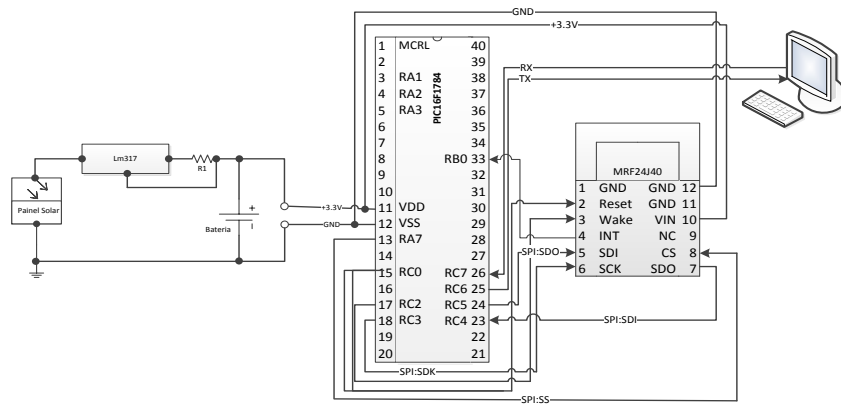 GND
+3.3V
1 MCRL 40
2 39
3 RA1 38
4 RA2 37
5 RA3 36
6 35
7 34
8 RB0 33
9 32
10 31
11 VDD 30
12 VSS 29
13 RA7 28
14 27
15 RC0 RC7 26
16 RC6 25
17 RC2 RC5 24
18 RC3 RC4 23
19 22
20 21
PIC16F1784
RX
TX
MRF24J40
1 GND GND 12
2 Reset GND 11
3 Wake VIN 10
4 INT NC 9
5 SDI CS 8
6 SCK SDO 7
Lm317
R1
Painel Solar
+
Bateria
+3.3V
GND
SPI:SDO
SPI:SDI
SPI:SDK
SPI:SS